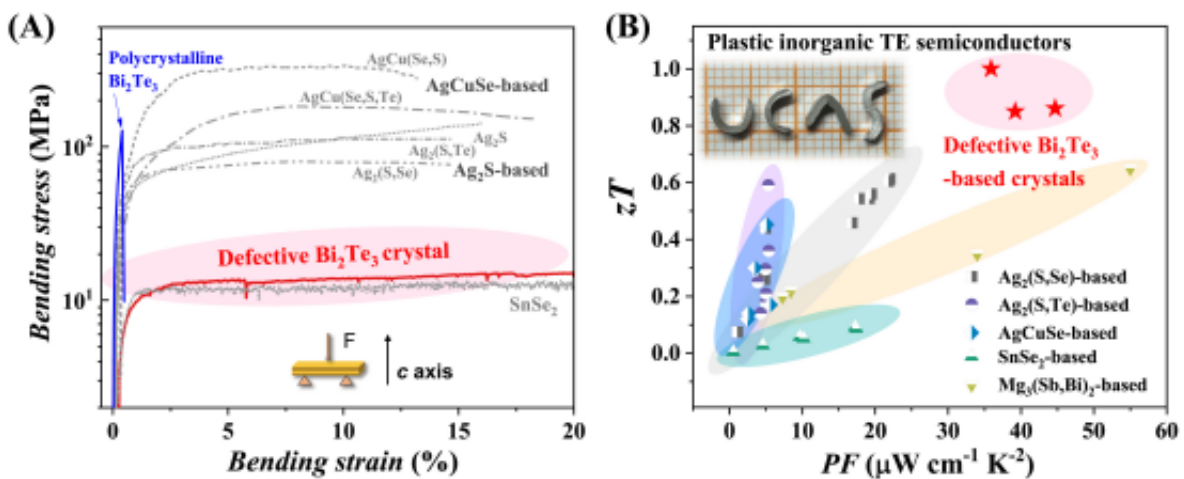 (A)
Bending stress (MPa)
10²
10¹
Polycrystalline
Bi₂Te₃
AgCu(Se,S)
AgCuSe-based
AgCu(Se,S,Te)
Ag₂S
Ag₂(S,Te)
Ag₂(S,Se)
Ag₂S-based
Defective Bi₂Te₃ crystal
SnSe₂
F
c axis
0 5 10 15 20
Bending strain (%)
(B)
Plastic inorganic TE semiconductors
UCAS
zT
1.0
0.8
0.6
0.4
0.2
0.0
Defective Bi₂Te₃
-based crystals
Ag₂(S,Se)-based
Ag₂(S,Te)-based
AgCuSe-based
SnSe₂-based
Mg₃(Sb,Bi)₂-based
0 10 20 30 40 50 60
PF (μW cm⁻¹ K⁻²)